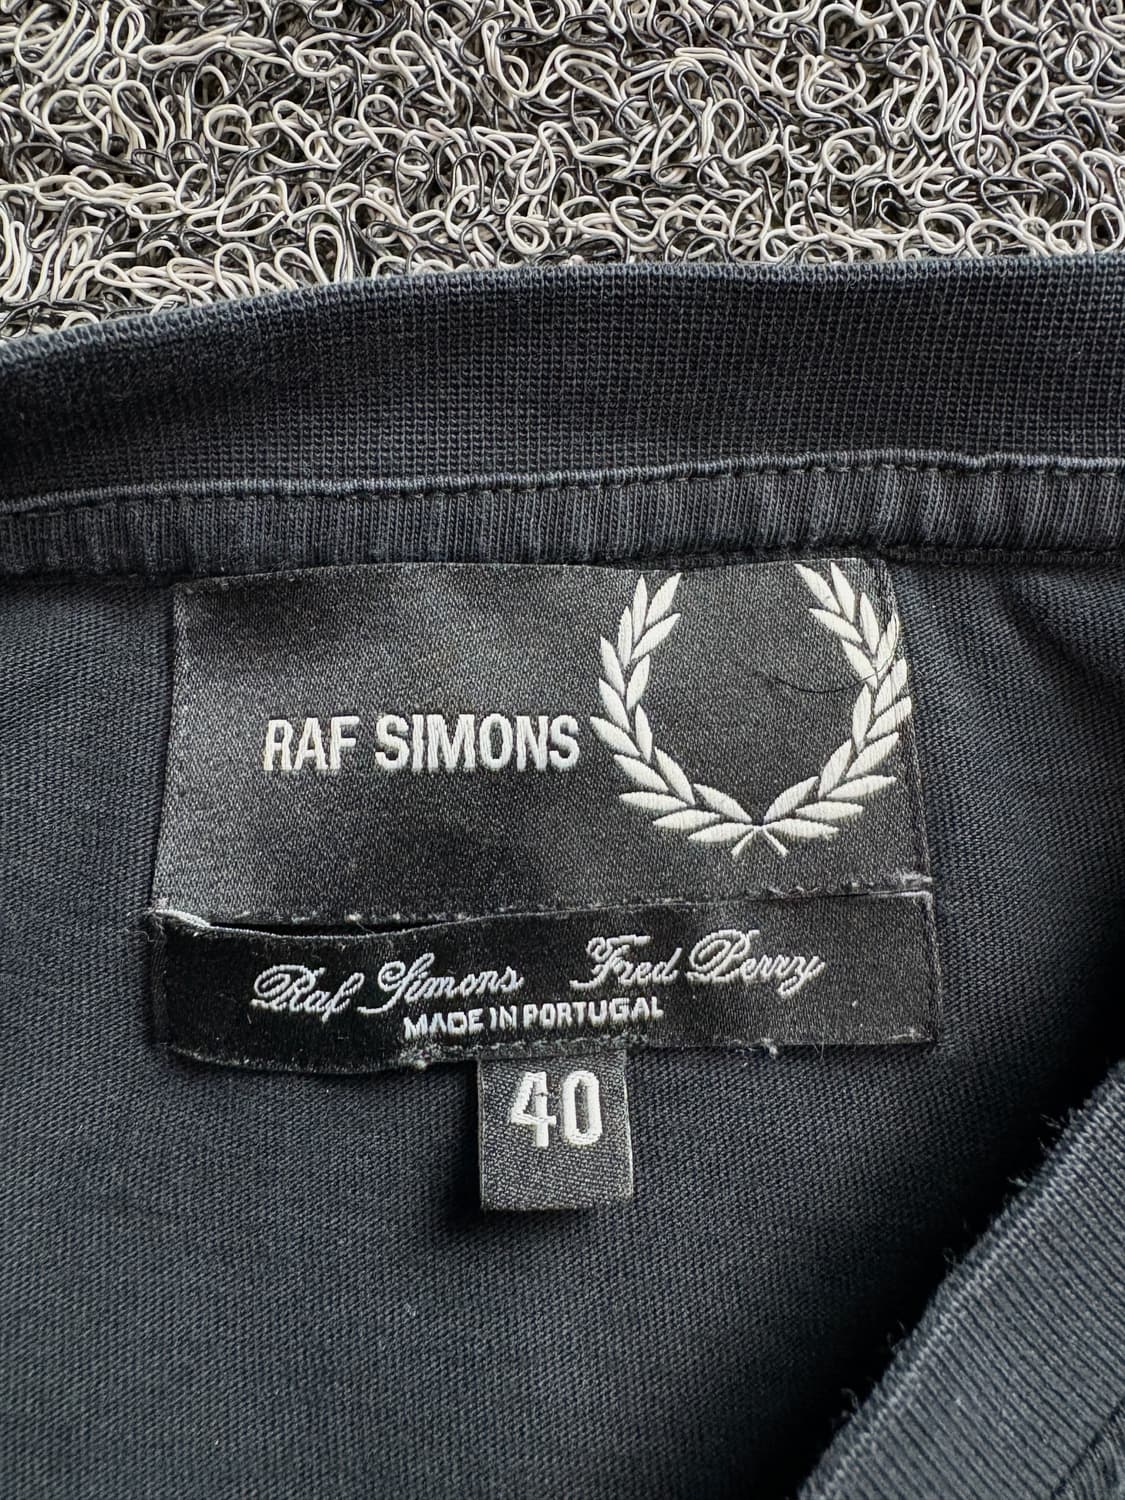 RAF SIMONS
Raf Simons Fred Perry
MADE IN PORTUGAL
40